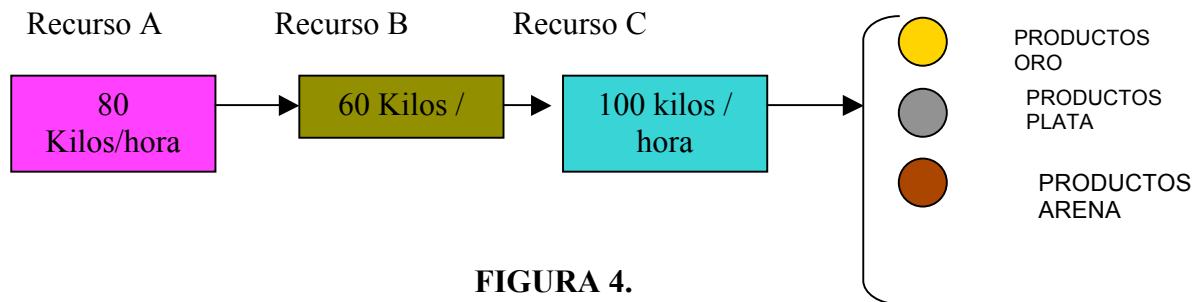 Recurso A
Recurso B
Recurso C
80
Kilos/hora
60 Kilos /
100 kilos /
hora
PRODUCTOS
ORO
PRODUCTOS
PLATA
PRODUCTOS
ARENA
FIGURA 4.